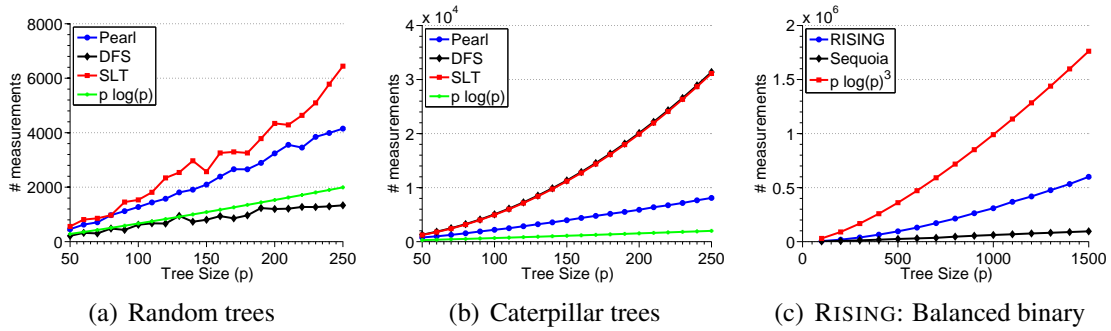 8000
6000
4000
2000
0
50
100
150
200
250
# measurements
Tree Size (p)
Pearl
DFS
SLT
p log(p)
(a) Random trees
x 10^4
4
3
2
1
0
50
100
150
200
250
# measurements
Tree Size (p)
Pearl
DFS
SLT
p log(p)
(b) Caterpillar trees
x 10^6
2
1.5
1
0.5
0
0
500
1000
1500
# measurements
Tree Size (p)
RISING
Sequoia
p log(p)^3
(c) RISING: Balanced binary